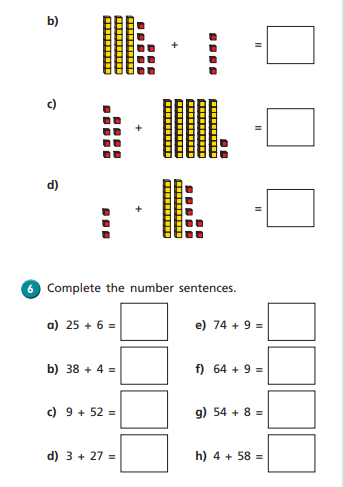 b) + =
c) + =
d) + =
6 Complete the number sentences.
a) 25 + 6 = e) 74 + 9 =
b) 38 + 4 = f) 64 + 9 =
c) 9 + 52 = g) 54 + 8 =
d) 3 + 27 = h) 4 + 58 =